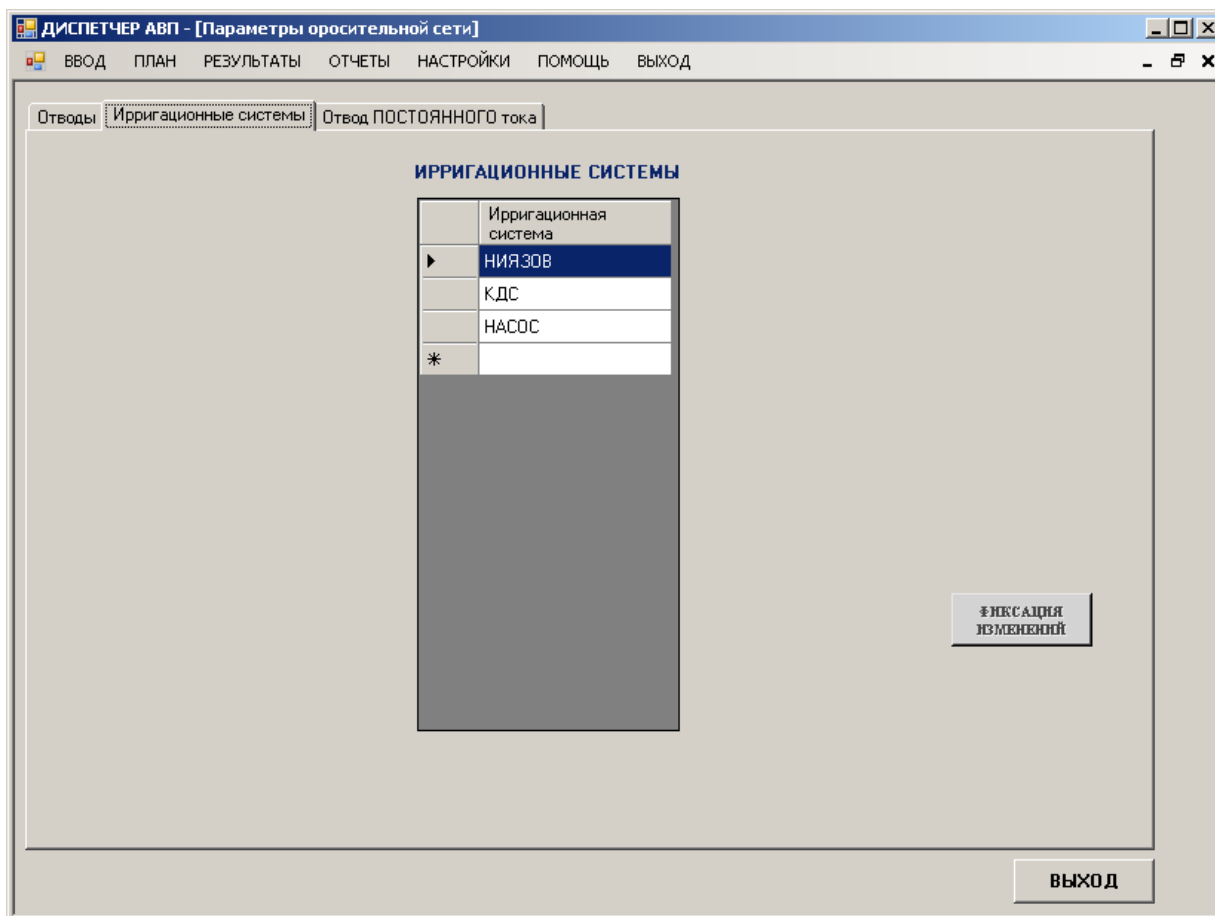 ДИСПЕТЧЕР АВП - [Параметры оросительной сети]
ВВОД ПЛАН РЕЗУЛЬТАТЫ ОТЧЕТЫ НАСТРОЙКИ ПОМОЩЬ ВЫХОД
Отводы Ирригационные системы Отвод ПОСТОЯННОГО тока
ИРРИГАЦИОННЫЕ СИСТЕМЫ
Ирригационная
система
НИЯЗОВ
КДС
НАСОС
ФИКСАЦИЯ
ИЗМЕНЕНИЙ
ВЫХОД